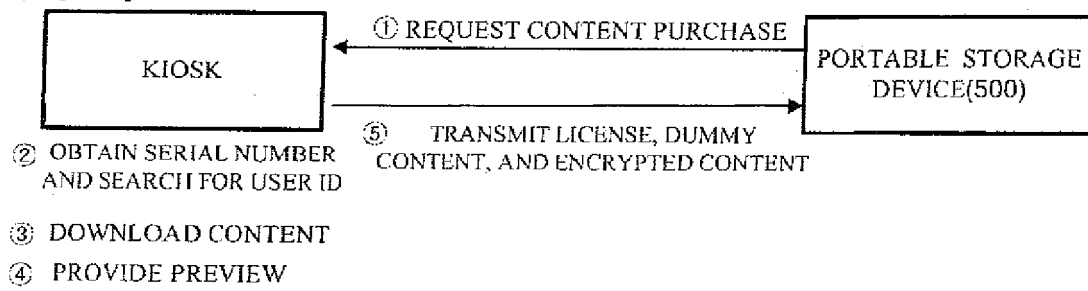 ① REQUEST CONTENT PURCHASE
KIOSK
PORTABLE STORAGE
DEVICE(500)
② OBTAIN SERIAL NUMBER
AND SEARCH FOR USER ID
⑤ TRANSMIT LICENSE, DUMMY
CONTENT, AND ENCRYPTED CONTENT
③ DOWNLOAD CONTENT
④ PROVIDE PREVIEW